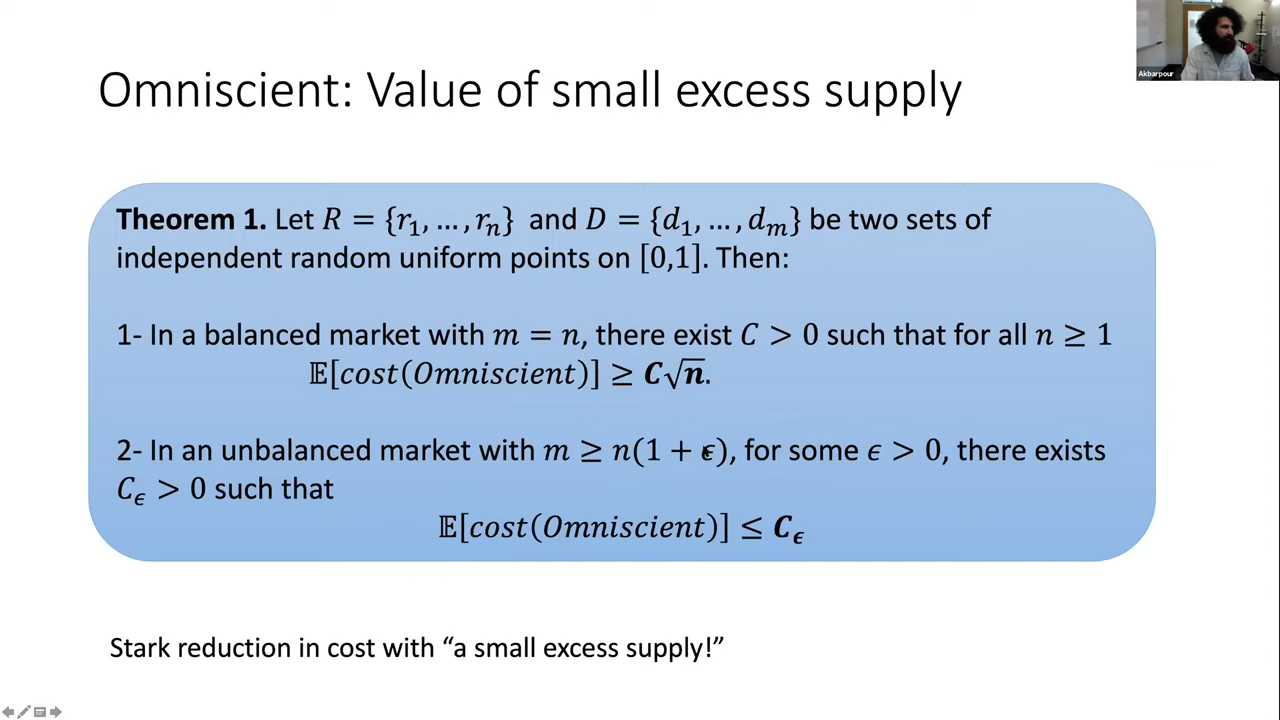 Akbarpour
Omniscient: Value of small excess supply
Theorem 1. Let R = {r₁, … , rₙ} and D = {d₁, … , dₘ} be two sets of
independent random uniform points on [0,1]. Then:
1- In a balanced market with m = n, there exist C > 0 such that for all n ≥ 1
𝔼[cost(Omniscient)] ≥ C√n.
2- In an unbalanced market with m ≥ n(1 + ϵ), for some ϵ > 0, there exists
C_ϵ > 0 such that
𝔼[cost(Omniscient)] ≤ C_ϵ
Stark reduction in cost with “a small excess supply!”